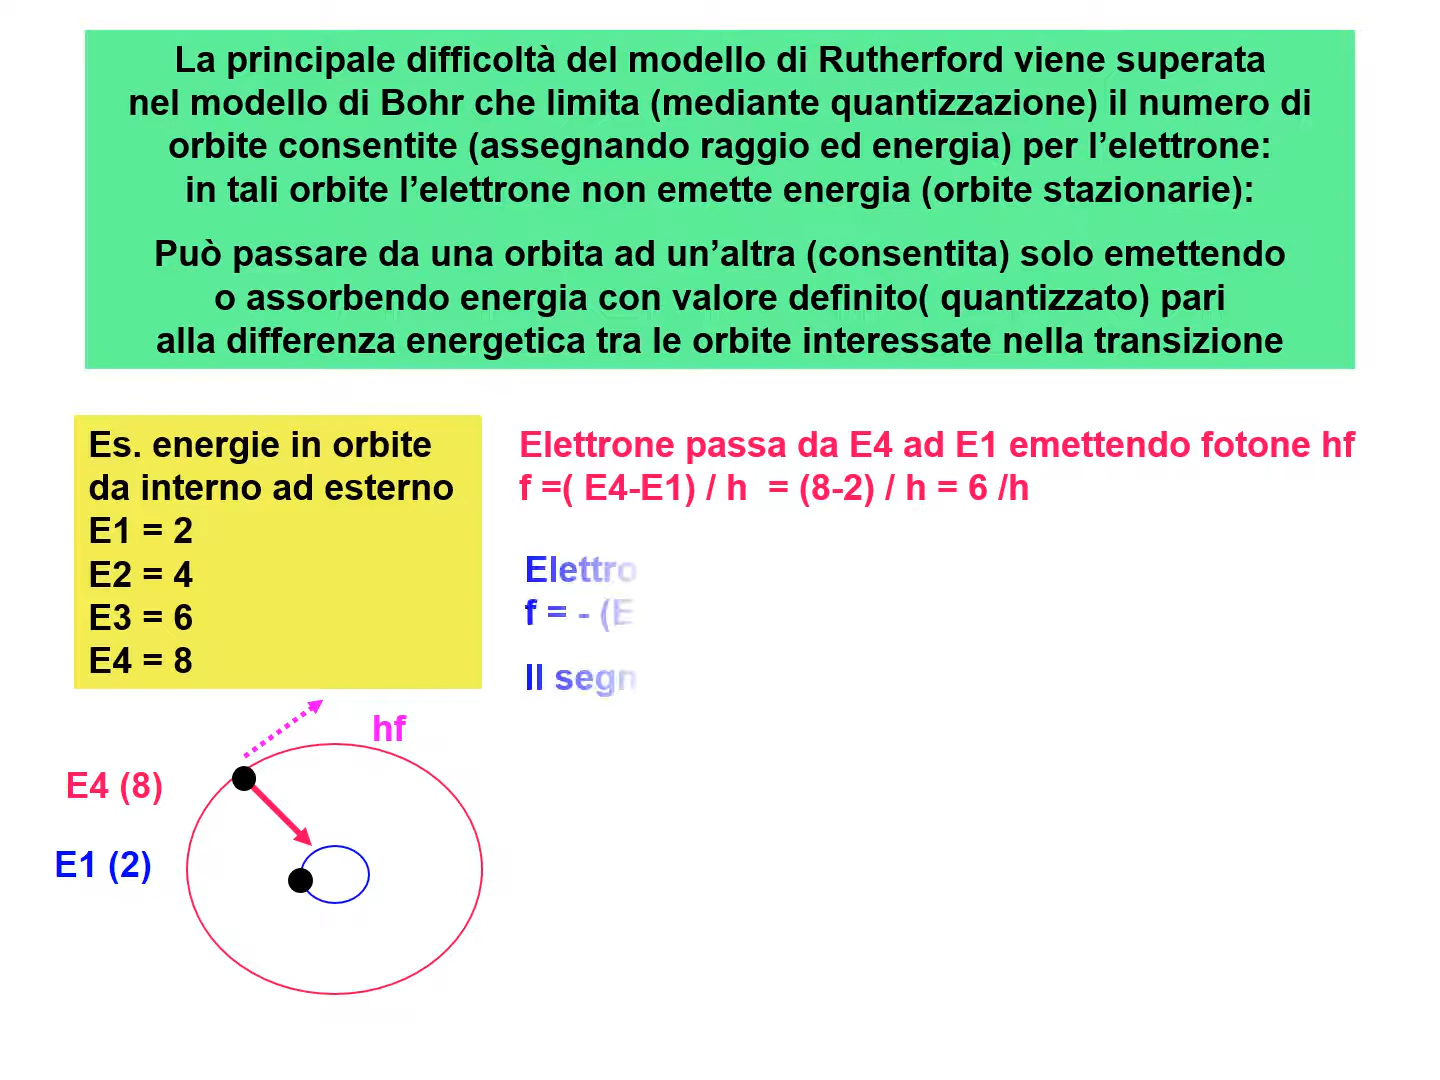 La principale difficoltà del modello di Rutherford viene superata
nel modello di Bohr che limita (mediante quantizzazione) il numero di
orbite consentite (assegnando raggio ed energia) per l’elettrone:
in tali orbite l’elettrone non emette energia (orbite stazionarie):
Può passare da una orbita ad un’altra (consentita) solo emettendo
o assorbendo energia con valore definito( quantizzato) pari
alla differenza energetica tra le orbite interessate nella transizione
Es. energie in orbite
da interno ad esterno
E1 = 2
E2 = 4
E3 = 6
E4 = 8
Elettrone passa da E4 ad E1 emettendo fotone hf
f =( E4-E1) / h = (8-2) / h = 6 /h
Elettro
f = - (E
Il segn
hf
E4 (8)
E1 (2)